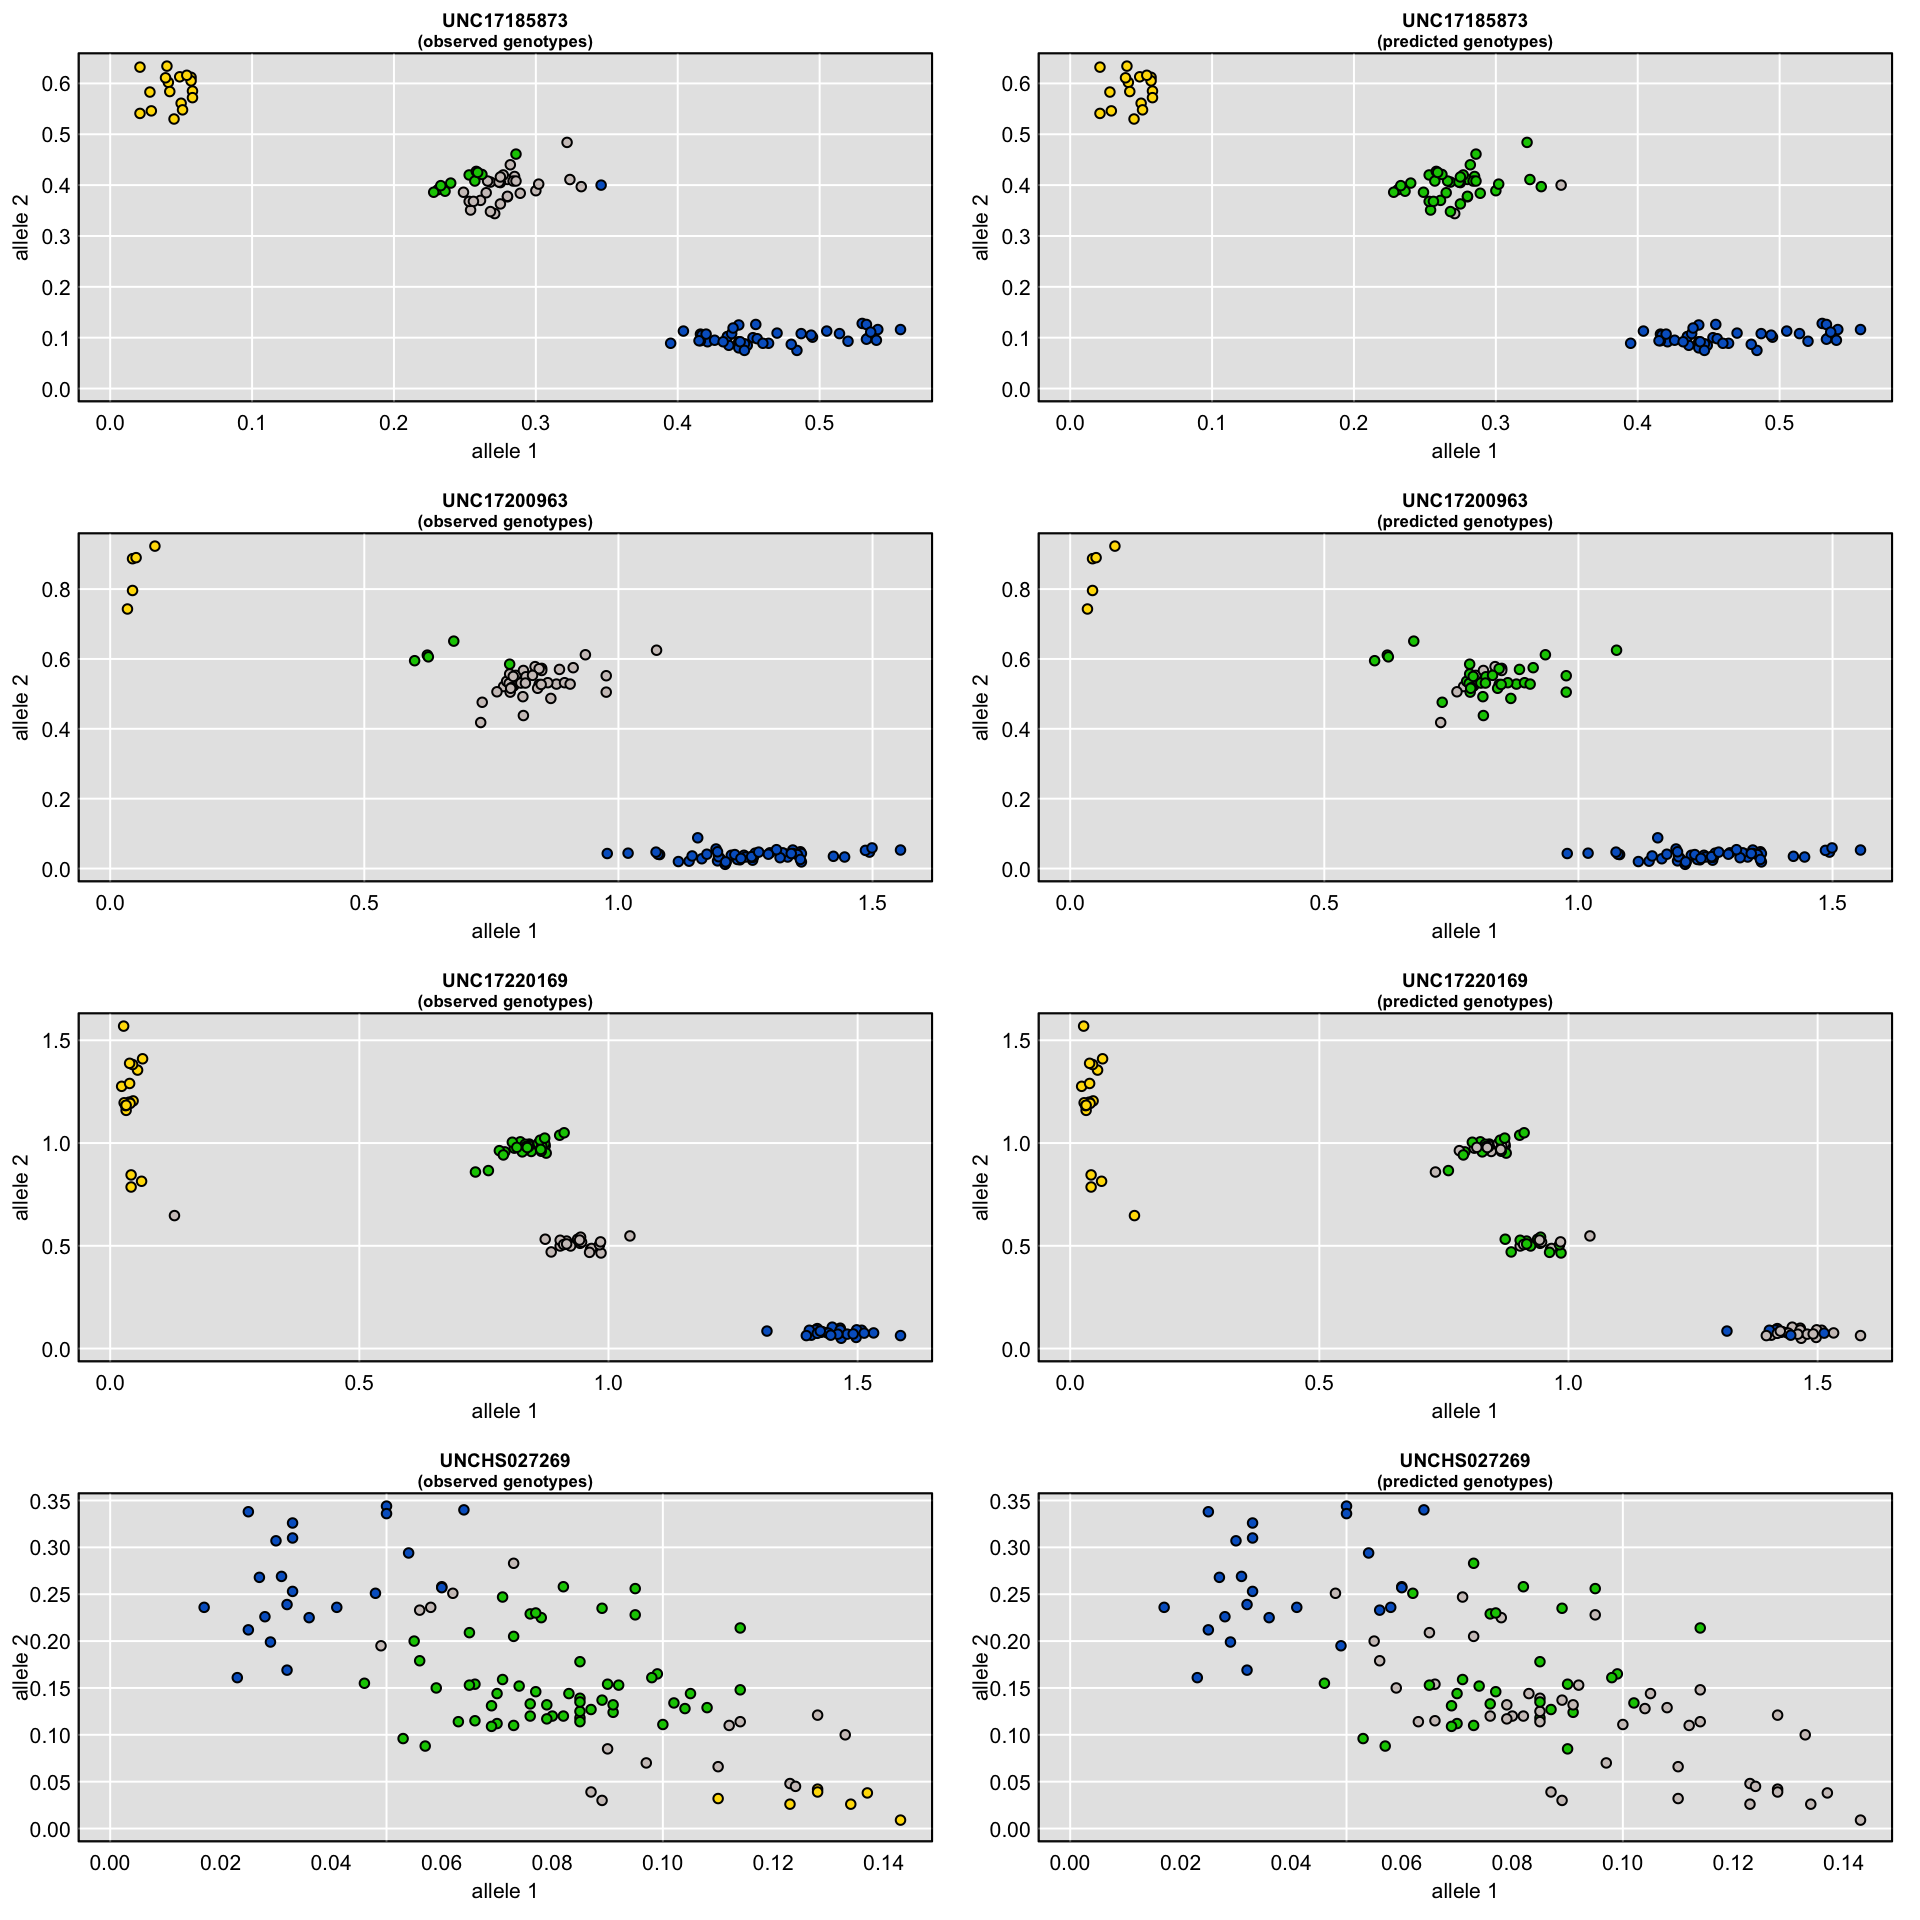 UNC17185873
(observed genotypes)
allele 2
0.6
0.5
0.4
0.3
0.2
0.1
0.0
0.0 0.1 0.2 0.3 0.4 0.5
allele 1
UNC17185873
(predicted genotypes)
allele 2
0.6
0.5
0.4
0.3
0.2
0.1
0.0
0.0 0.1 0.2 0.3 0.4 0.5
allele 1
UNC17200963
(observed genotypes)
allele 2
0.8
0.6
0.4
0.2
0.0
0.0 0.5 1.0 1.5
allele 1
UNC17200963
(predicted genotypes)
allele 2
0.8
0.6
0.4
0.2
0.0
0.0 0.5 1.0 1.5
allele 1
UNC17220169
(observed genotypes)
allele 2
1.5
1.0
0.5
0.0
0.0 0.5 1.0 1.5
allele 1
UNC17220169
(predicted genotypes)
allele 2
1.5
1.0
0.5
0.0
0.0 0.5 1.0 1.5
allele 1
UNCHS027269
(observed genotypes)
allele 2
0.35
0.30
0.25
0.20
0.15
0.10
0.05
0.00
0.00 0.02 0.04 0.06 0.08 0.10 0.12 0.14
allele 1
UNCHS027269
(predicted genotypes)
allele 2
0.35
0.30
0.25
0.20
0.15
0.10
0.05
0.00
0.00 0.02 0.04 0.06 0.08 0.10 0.12 0.14
allele 1